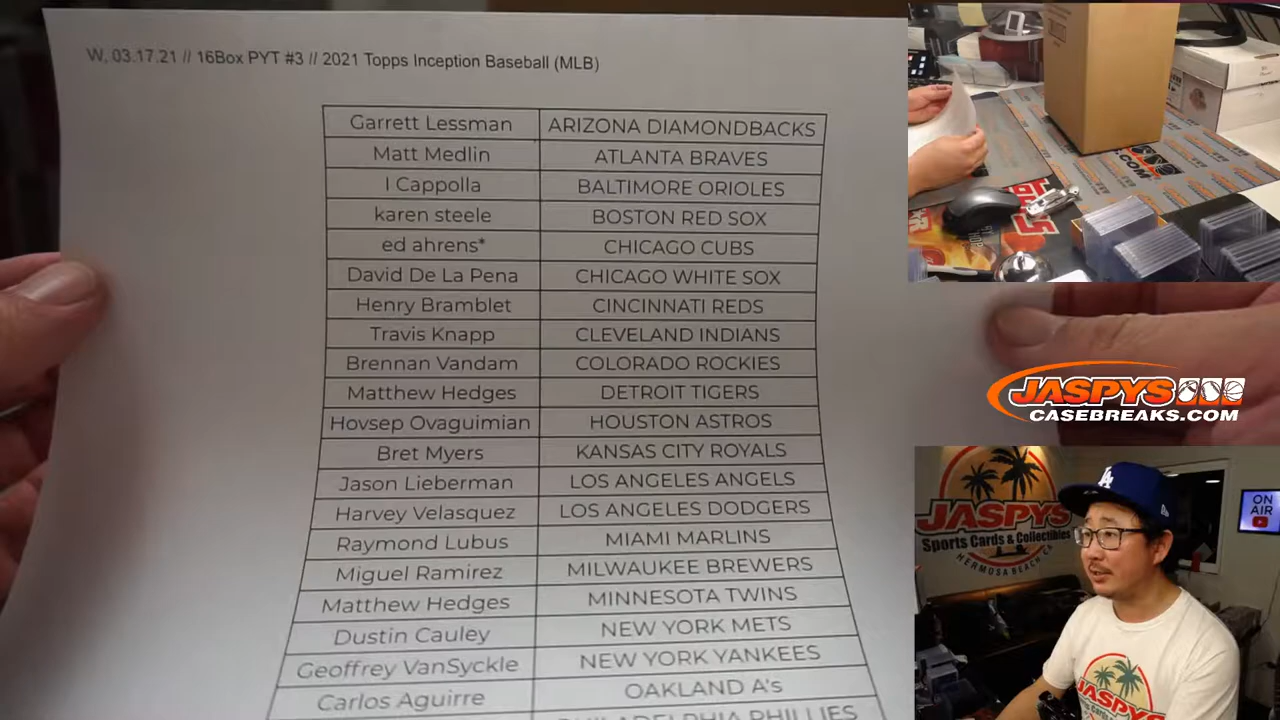 W, 03.17.21 // 16Box PYT #3 // 2021 Topps Inception Baseball (MLB)
Garrett Lessman ARIZONA DIAMONDBACKS
Matt Medlin ATLANTA BRAVES
I Cappolla BALTIMORE ORIOLES
karen steele BOSTON RED SOX
ed ahrens* CHICAGO CUBS
David De La Pena CHICAGO WHITE SOX
Henry Bramblet CINCINNATI REDS
Travis Knapp CLEVELAND INDIANS
Brennan Vandam COLORADO ROCKIES
Matthew Hedges DETROIT TIGERS
Hovsep Ovaguimian HOUSTON ASTROS
Bret Myers KANSAS CITY ROYALS
Jason Lieberman LOS ANGELES ANGELS
Harvey Velasquez LOS ANGELES DODGERS
Raymond Lubus MIAMI MARLINS
Miguel Ramirez MILWAUKEE BREWERS
Matthew Hedges MINNESOTA TWINS
Dustin Cauley NEW YORK METS
Geoffrey VanSyckle NEW YORK YANKEES
Carlos Aguirre OAKLAND A's
PHILADELPHIA PHILLIES
JASPYS
CASEBREAKS.COM
JASPYS
Sports Cards & Collectibles
HERMOSA BEACH, CA
LA
ON
AIR
JASPYS